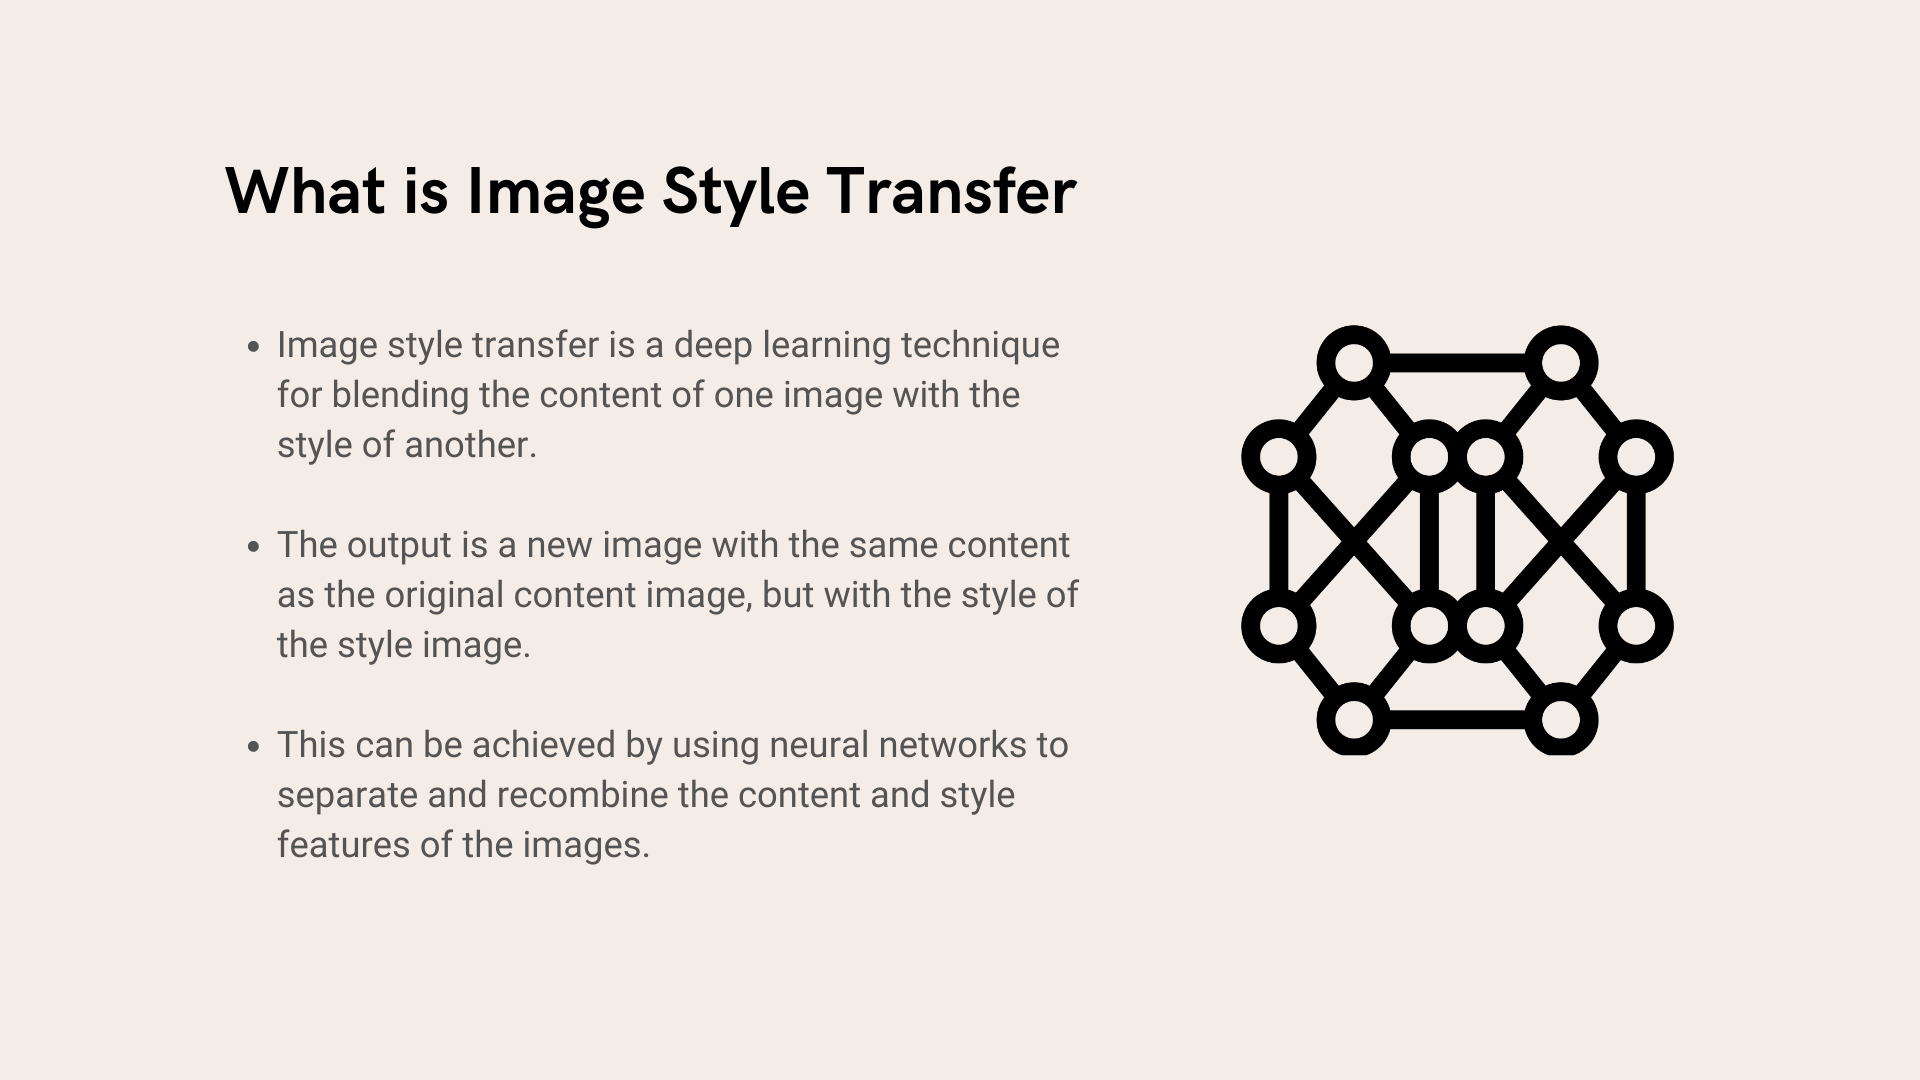 What is Image Style Transfer
• Image style transfer is a deep learning technique
for blending the content of one image with the
style of another.
• The output is a new image with the same content
as the original content image, but with the style of
the style image.
• This can be achieved by using neural networks to
separate and recombine the content and style
features of the images.